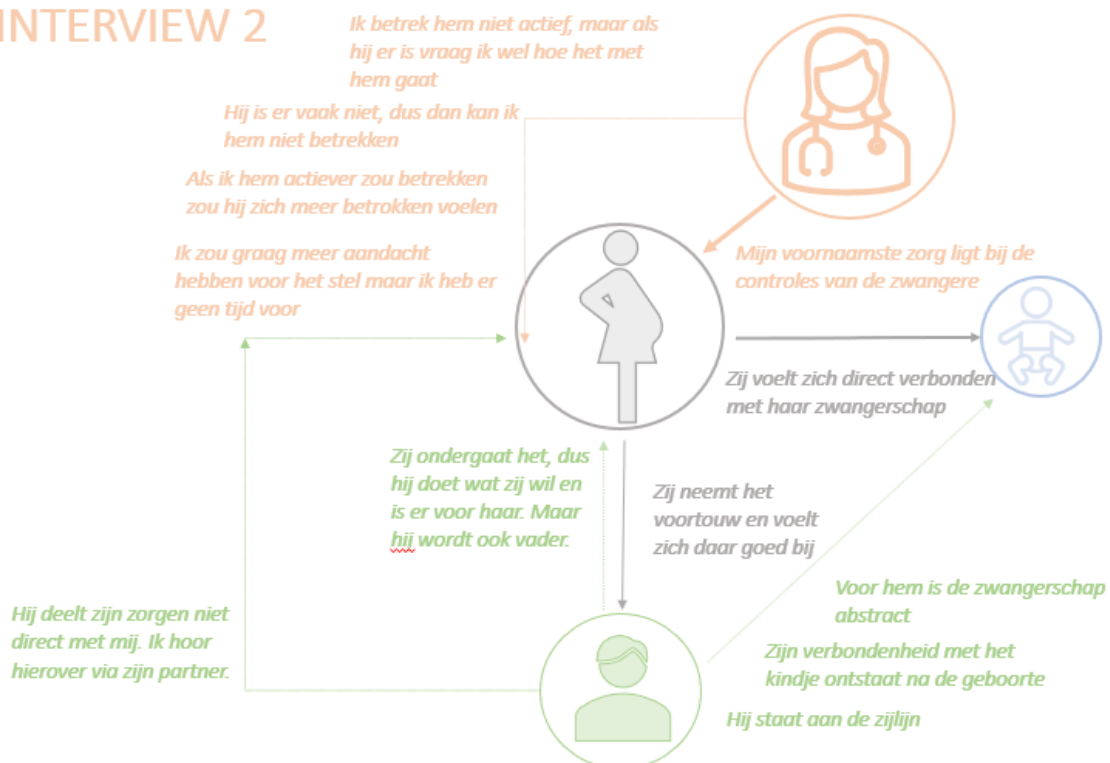 INTERVIEW 2
Ik betrek hem niet actief, maar als
hij er is vraag ik wel hoe het met
hem gaat
Hij is er vaak niet, dus dan kan ik
hem niet betrekken
Als ik hem actiever zou betrekken
zou hij zich meer betrokken voelen
Ik zou graag meer aandacht
hebben voor het stel maar ik heb er
geen tijd voor
Mijn voornaamste zorg ligt bij de
controles van de zwangere
Zij voelt zich direct verbonden
met haar zwangerschap
Zij ondergaat het, dus
hij doet wat zij wil en
is er voor haar. Maar
hij wordt ook vader.
Zij neemt het
voortouw en voelt
zich daar goed bij
Hij deelt zijn zorgen niet
direct met mij. Ik hoor
hierover via zijn partner.
Voor hem is de zwangerschap
abstract
Zijn verbondenheid met het
kindje ontstaat na de geboorte
Hij staat aan de zijlijn